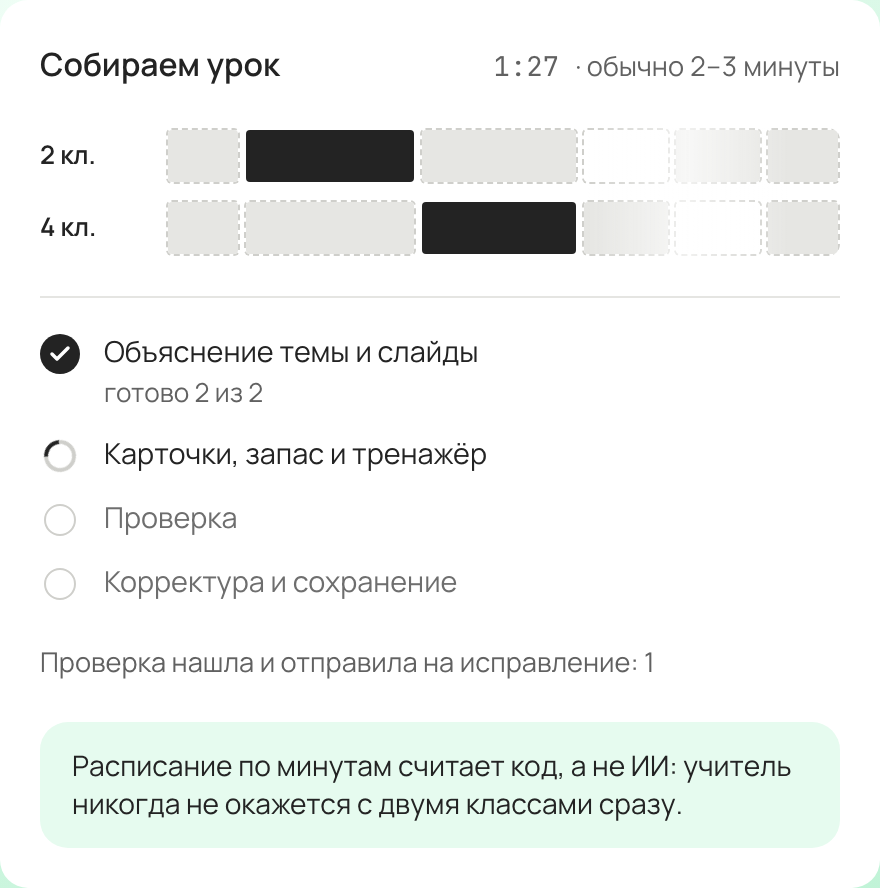 Собираем урок
1:27 · обычно 2–3 минуты
2 кл.
4 кл.
Объяснение темы и слайды
готово 2 из 2
Карточки, запас и тренажёр
Проверка
Корректура и сохранение
Проверка нашла и отправила на исправление: 1
Расписание по минутам считает код, а не ИИ: учитель
никогда не окажется с двумя классами сразу.